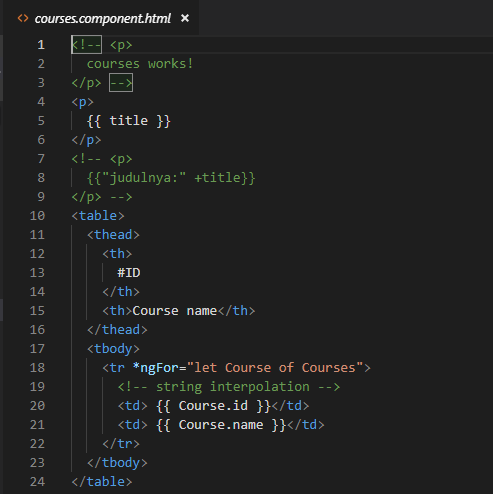 <> courses.component.html ×
1 <!-- <p>
2   courses works!
3 </p> -->
4 <p>
5   {{ title }}
6 </p>
7 <!-- <p>
8   {{"judulnya:" +title}}
9 </p> -->
10 <table>
11   <thead>
12     <th>
13       #ID
14     </th>
15     <th>Course name</th>
16   </thead>
17   <tbody>
18     <tr *ngFor="let Course of Courses">
19       <!-- string interpolation -->
20       <td> {{ Course.id }}</td>
21       <td> {{ Course.name }}</td>
22     </tr>
23   </tbody>
24 </table>